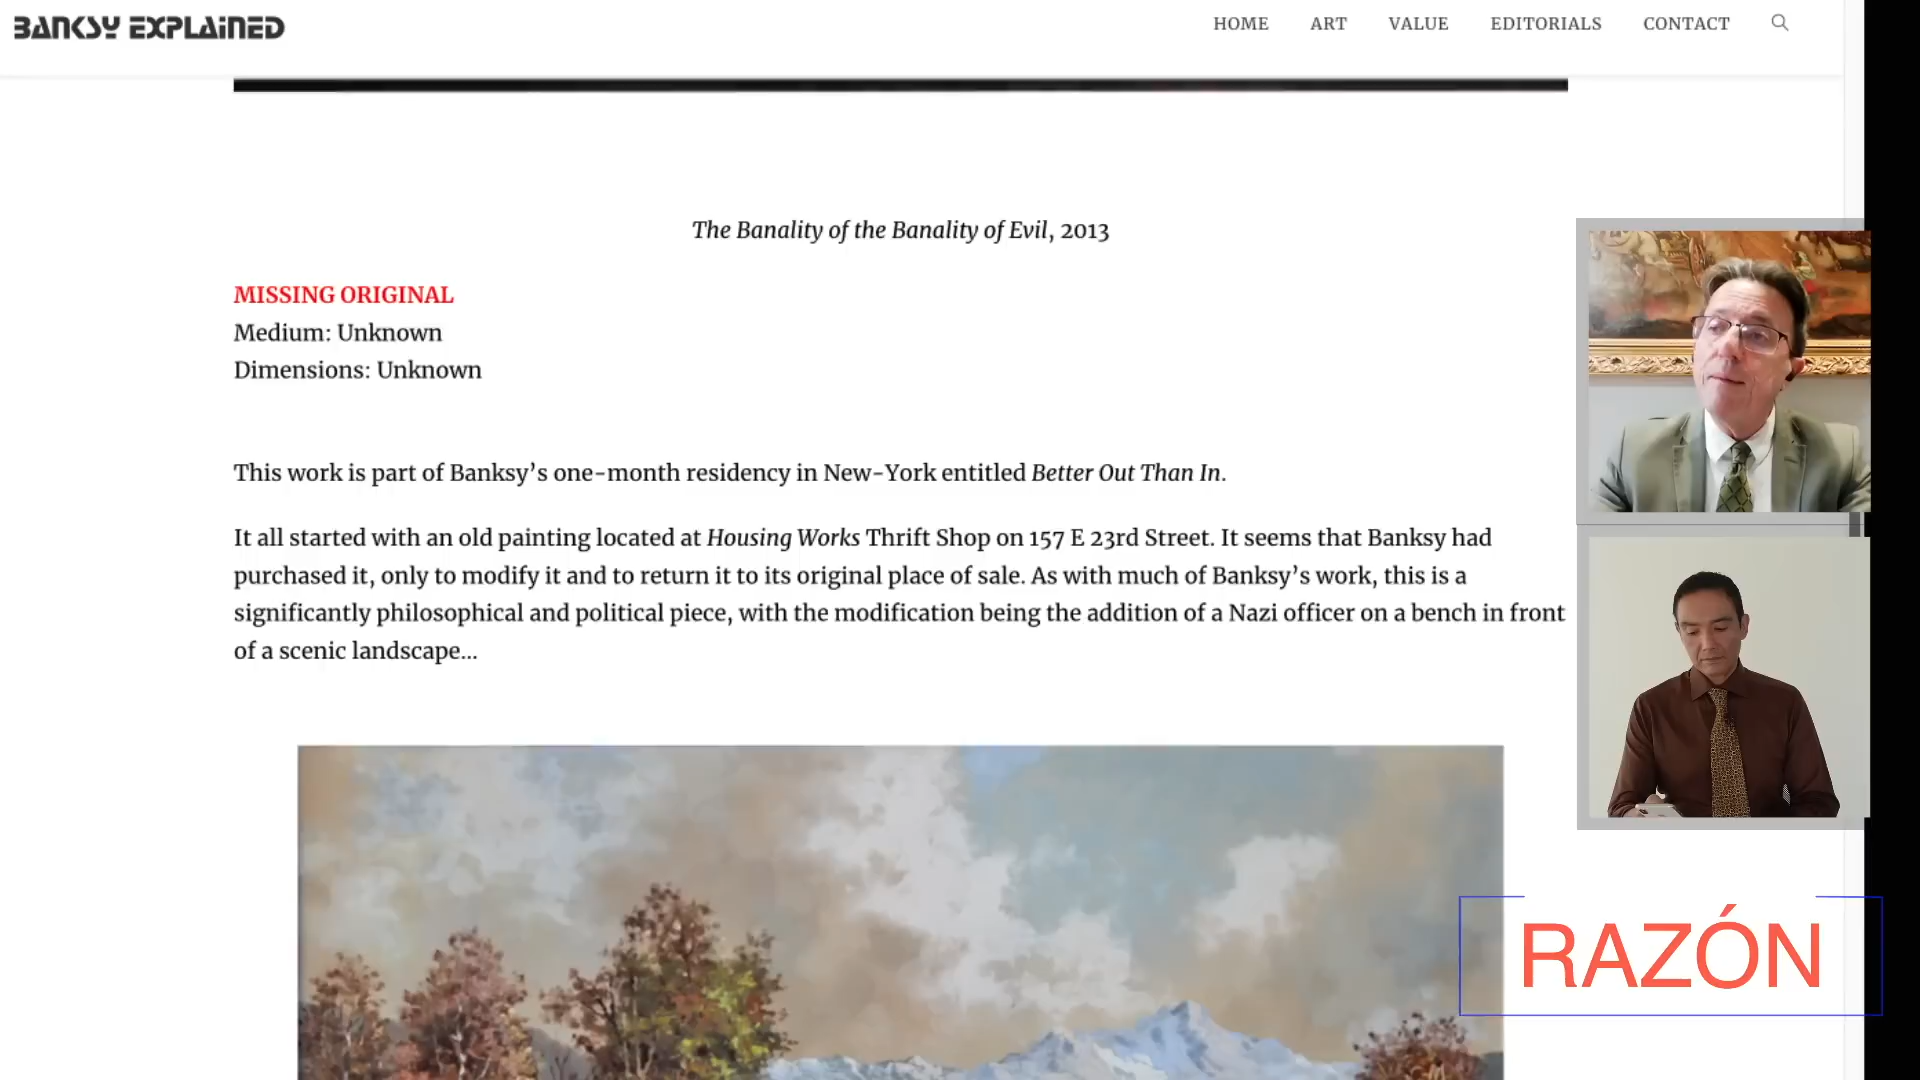 BANKSY EXPLAiNED
HOME ART VALUE EDITORIALS CONTACT
The Banality of the Banality of Evil, 2013
MISSING ORIGINAL
Medium: Unknown
Dimensions: Unknown
This work is part of Banksy’s one-month residency in New-York entitled Better Out Than In.
It all started with an old painting located at Housing Works Thrift Shop on 157 E 23rd Street. It seems that Banksy had
purchased it, only to modify it and to return it to its original place of sale. As with much of Banksy’s work, this is a
significantly philosophical and political piece, with the modification being the addition of a Nazi officer on a bench in front
of a scenic landscape…
RAZÓN